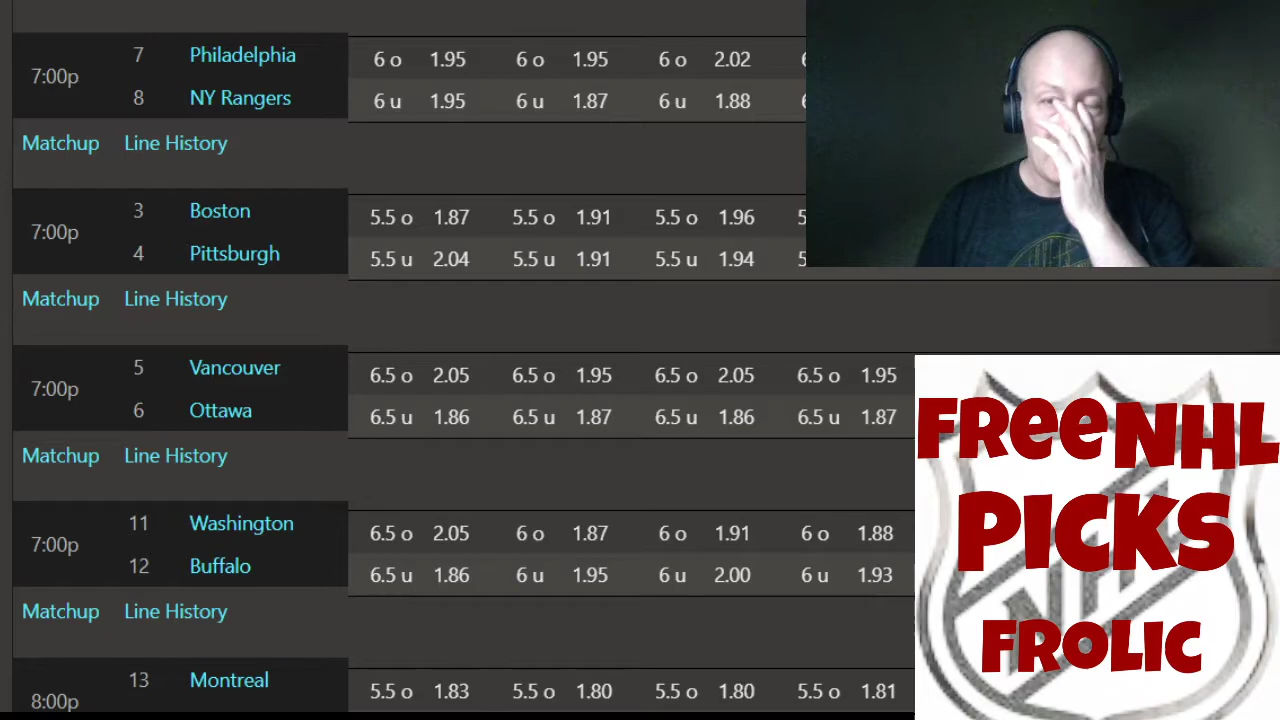 7:00p 7 Philadelphia 6 o 1.95 6 o 1.95 6 o 2.02
8 NY Rangers 6 u 1.95 6 u 1.87 6 u 1.88
Matchup Line History
7:00p 3 Boston 5.5 o 1.87 5.5 o 1.91 5.5 o 1.96
4 Pittsburgh 5.5 u 2.04 5.5 u 1.91 5.5 u 1.94
Matchup Line History
7:00p 5 Vancouver 6.5 o 2.05 6.5 o 1.95 6.5 o 2.05 6.5 o 1.95
6 Ottawa 6.5 u 1.86 6.5 u 1.87 6.5 u 1.86 6.5 u 1.87
Matchup Line History
7:00p 11 Washington 6.5 o 2.05 6 o 1.87 6 o 1.91 6 o 1.88
12 Buffalo 6.5 u 1.86 6 u 1.95 6 u 2.00 6 u 1.93
Matchup Line History
8:00p 13 Montreal 5.5 o 1.83 5.5 o 1.80 5.5 o 1.80 5.5 o 1.81
FRee NHL
PICKS
FROLIC
NHL